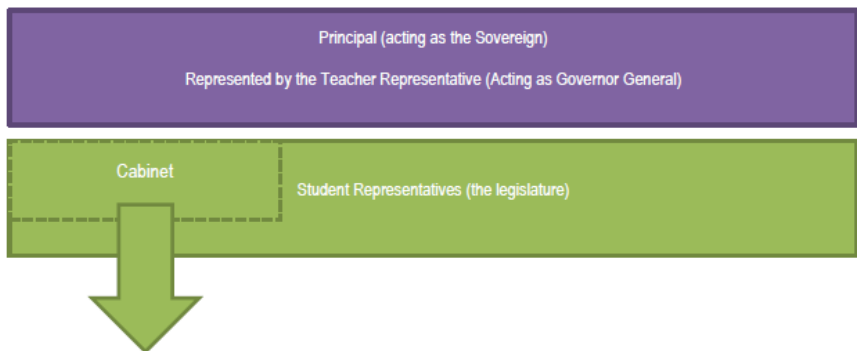 Principal (acting as the Sovereign)
Represented by the Teacher Representative (Acting as Governor General)
Cabinet
Student Representatives (the legislature)